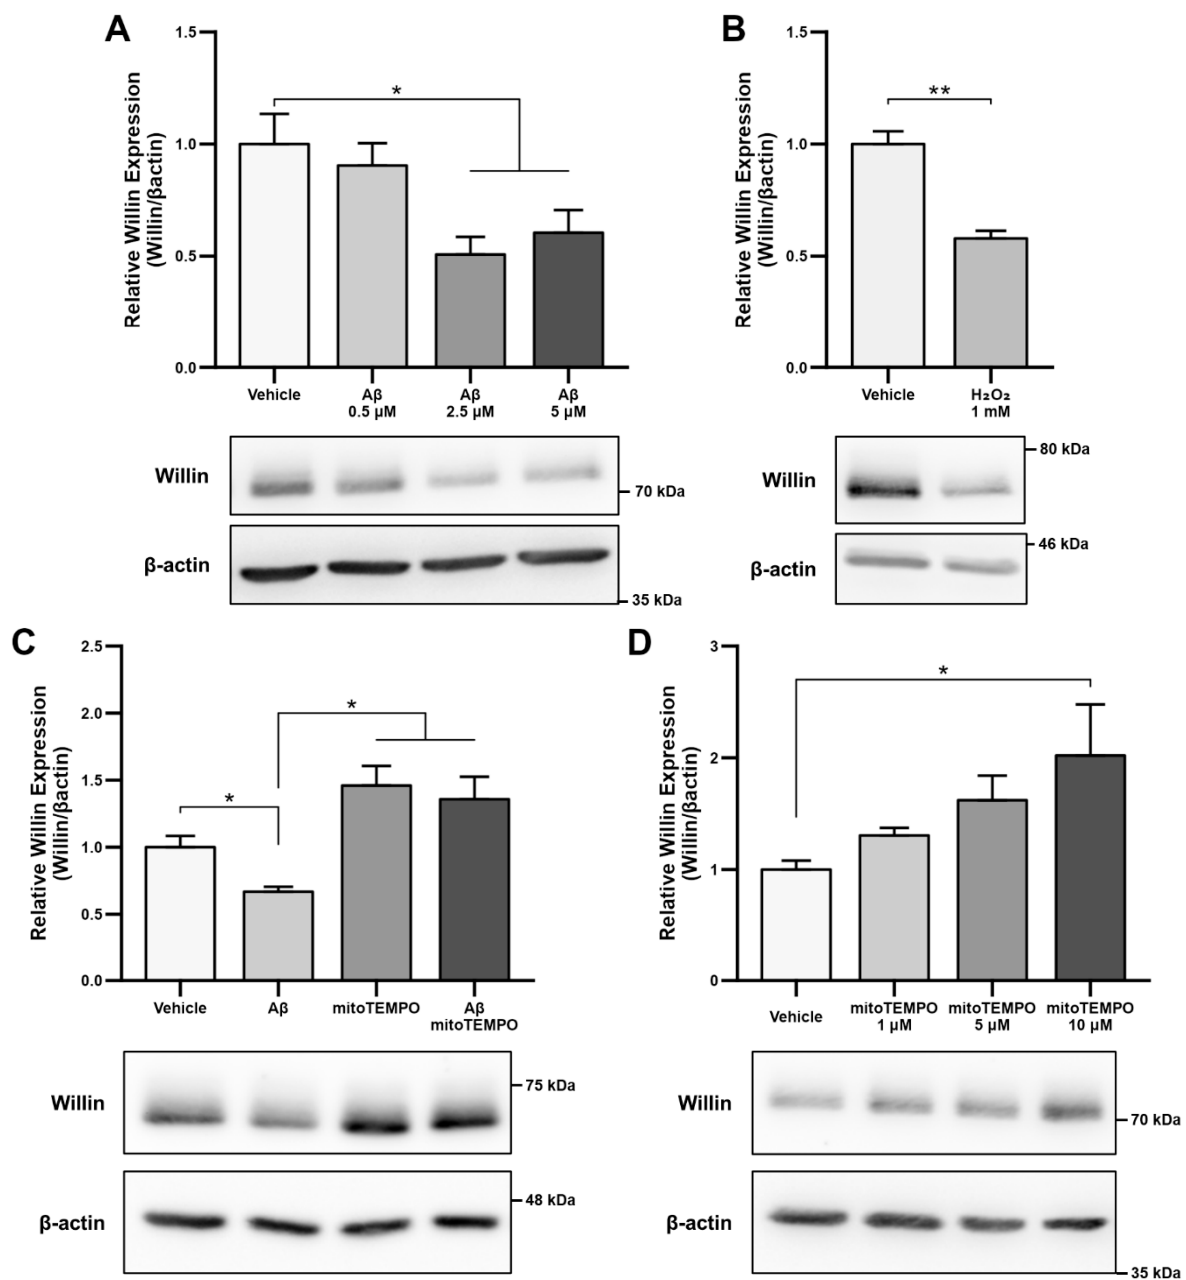 A
Relative Willin Expression
(Willin/βactin)
1.5
1.0
0.5
0.0
*
Vehicle
Aβ
0.5 µM
Aβ
2.5 µM
Aβ
5 µM
Willin
70 kDa
β-actin
35 kDa
B
Relative Willin Expression
(Willin/βactin)
1.5
1.0
0.5
0.0
**
Vehicle
H₂O₂
1 mM
Willin
80 kDa
β-actin
46 kDa
C
Relative Willin Expression
(Willin/βactin)
2.5
2.0
1.5
1.0
0.5
0.0
*
*
Vehicle
Aβ
mitoTEMPO
Aβ
mitoTEMPO
Willin
75 kDa
β-actin
48 kDa
D
Relative Willin Expression
(Willin/βactin)
3
2
1
0
*
Vehicle
mitoTEMPO
1 µM
mitoTEMPO
5 µM
mitoTEMPO
10 µM
Willin
70 kDa
β-actin
35 kDa